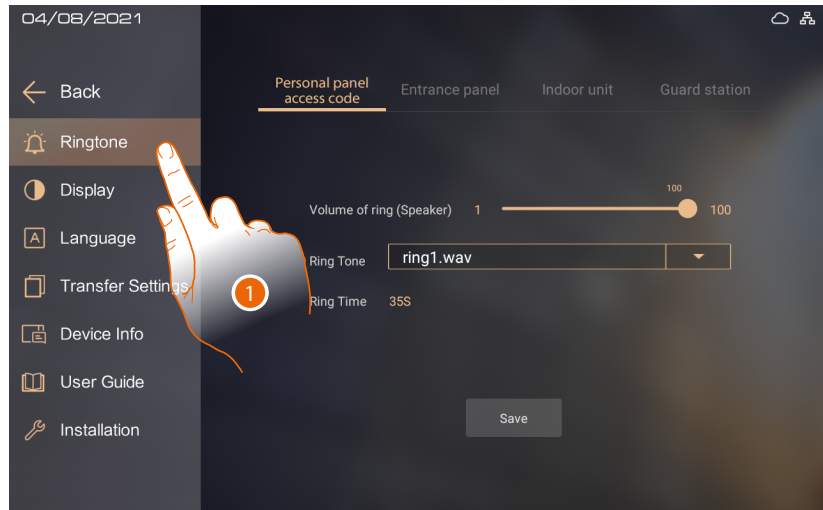 04/08/2021
Back
Ringtone
Display
Language
Transfer Settings
Device Info
User Guide
Installation
Personal panel
access code
Entrance panel
Indoor unit
Guard station
100
Volume of ring (Speaker) 1 100
Ring Tone ring1.wav
1
Ring Time 35S
Save